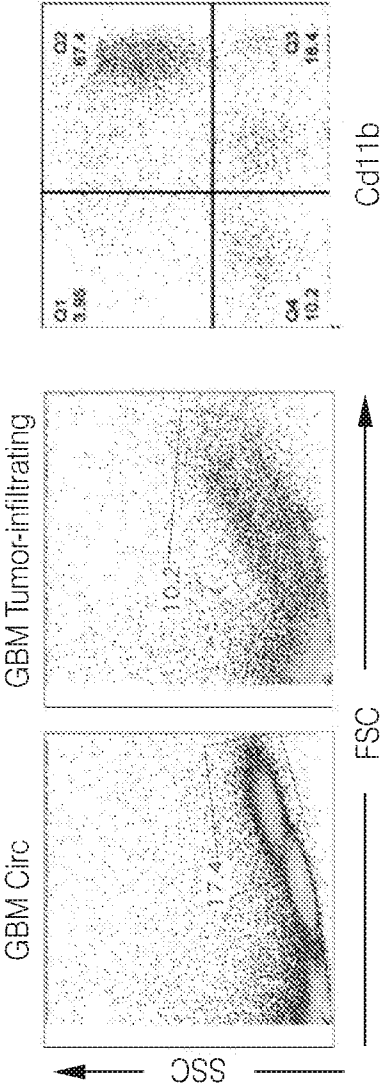 GBM Circ
GBM Tumor-infiltrating
17.4
10.2
SSC
FSC
Q1
3.98
Q2
67.4
Q3
18.4
Q4
10.2
Cd11b